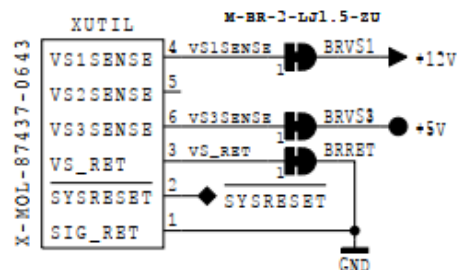 M-BR-2-LJ1.5-ZU
XUTIL
X-MOL-87437-0643
VS1SENSE 4 VS1SENSE 1 BRVS1 +12V
VS2SENSE 5
VS3SENSE 6 VS3SENSE 1 BRVS3 +5V
VS_RET 3 VS_RET 1 BRRET
SYSRESET 2 SYSRESET
SIG_RET 1
GND